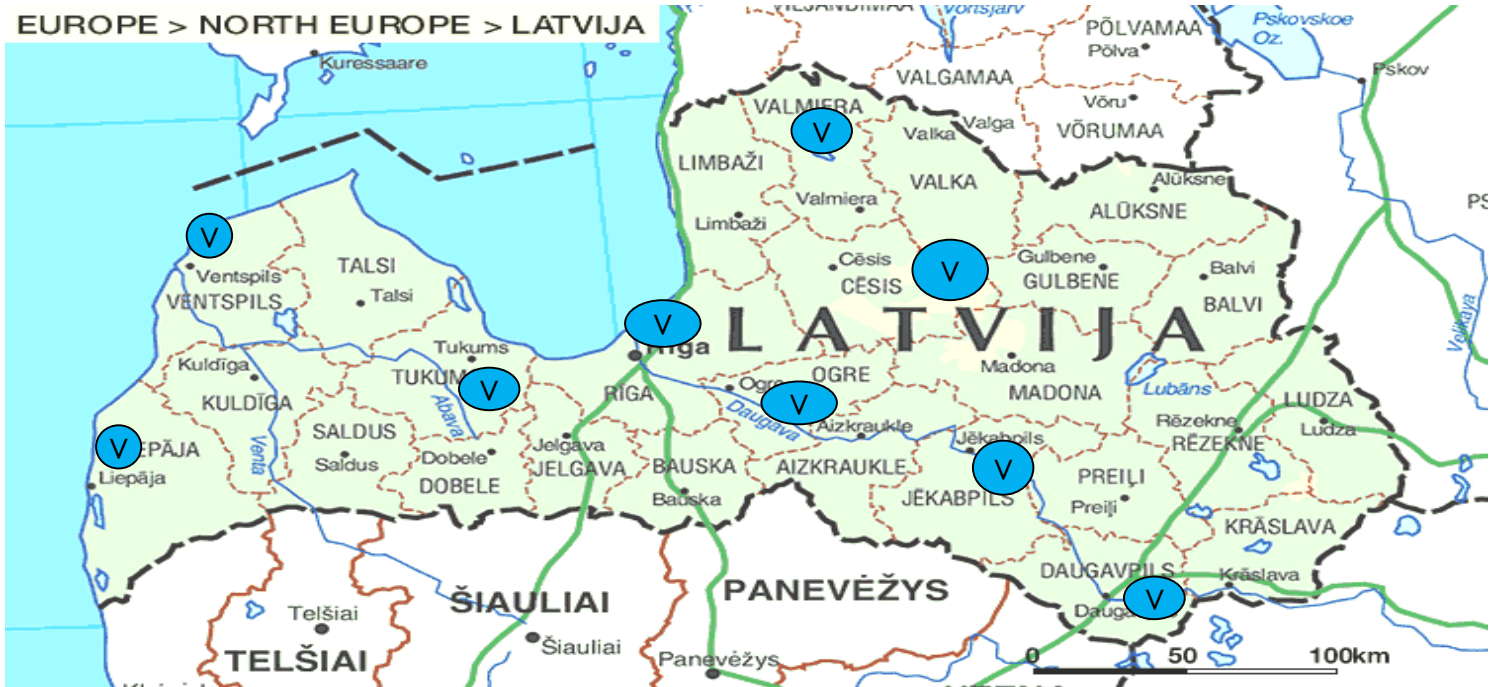 EUROPE > NORTH EUROPE > LATVIJA
Kuressaare
PÕLVAMAA
Põlva
Pskovskoe
Oz.
VALGAMAA
Pskov
Võru
VÕRUMAA
VALMIERA
V
Valka
Valga
LIMBAŽI
VALKA
Alūksne
ALŪKSNE
Valmiera
Limbaži
V
Ventspils
VENTSPILS
TALSI
Talsi
Cēsis
CĒSIS
V
Gulbene
GULBENE
Balvi
BALVI
Velikaya
V
LATVIJA
Tukums
V
Kuldīga
KULDĪGA
Abava
RĪGA
OGRE
V
Daugava
Madona
MADONA
Lubāns
LUDZA
Ludza
Rēzekne
RĒZEKNE
V
Liepāja
Venta
SALDUS
Saldus
Dobele
DOBELE
Jelgava
JELGAVA
BAUSKA
Bauska
Aizkraukle
AIZKRAUKLE
Jēkabpils
V
JĒKABPILS
PREIĻI
Preiļi
KRĀSLAVA
Krāslava
DAUGAVPILS
V
TELŠIAI
Telšiai
ŠIAULIAI
Šiauliai
PANEVĖŽYS
Panevėžys
0 50 100km